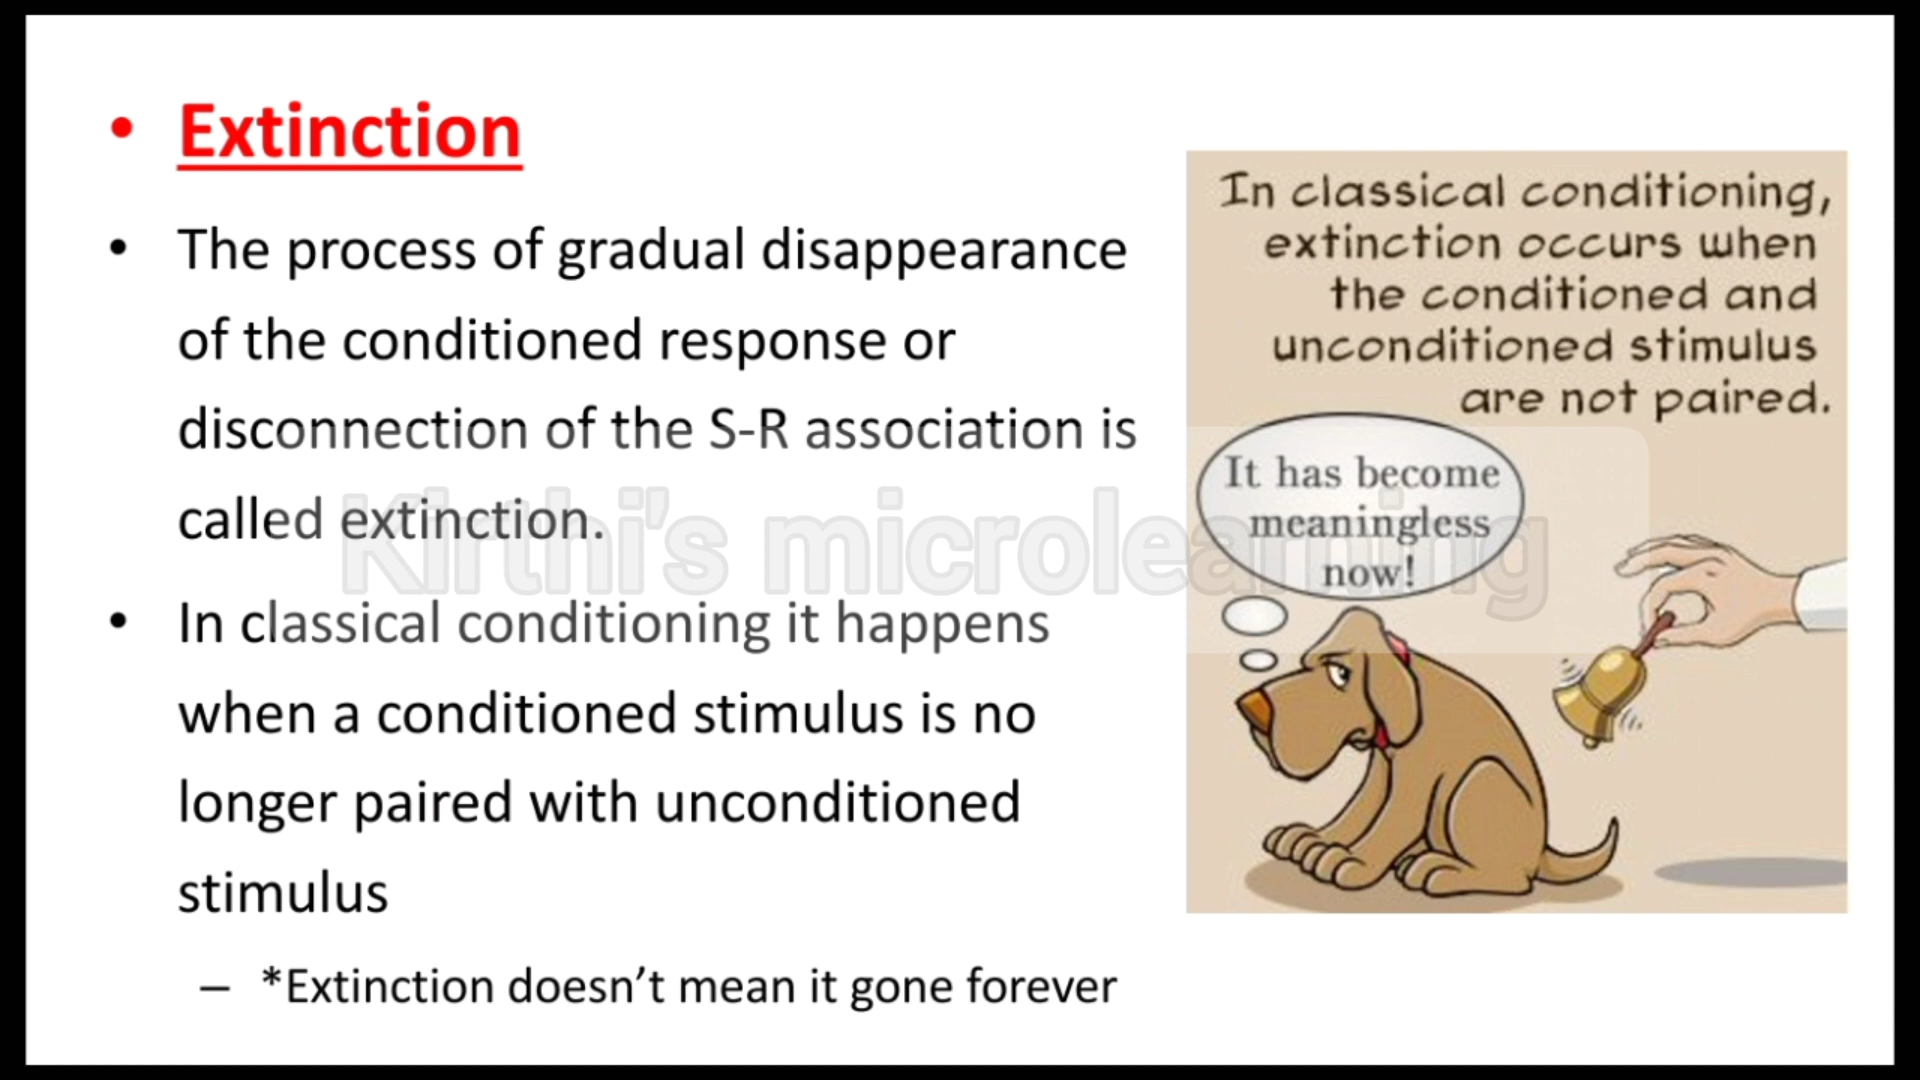 • Extinction
• The process of gradual disappearance
of the conditioned response or
disconnection of the S-R association is
called extinction.
• In classical conditioning it happens
when a conditioned stimulus is no
longer paired with unconditioned
stimulus
– *Extinction doesn’t mean it gone forever
In classical conditioning,
extinction occurs when
the conditioned and
unconditioned stimulus
are not paired.
It has become
meaningless
now!
Kirthi's microlearning